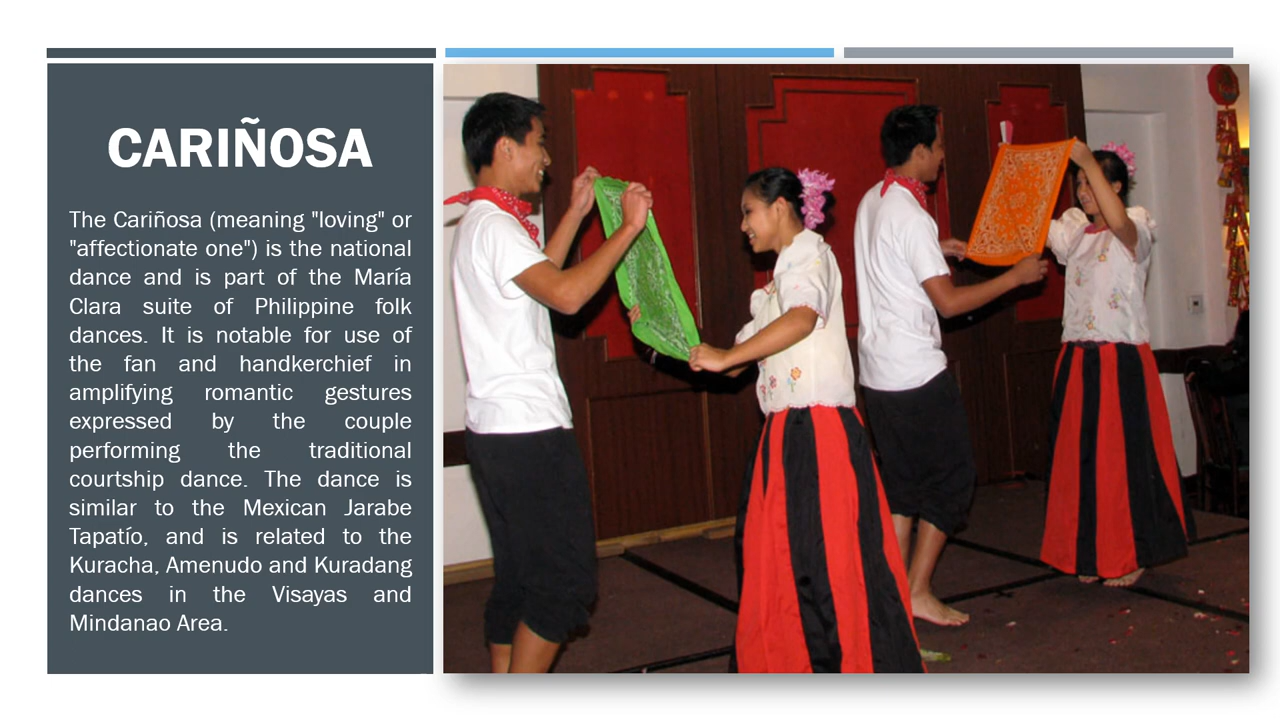 CARIÑOSA
The Cariñosa (meaning "loving" or
"affectionate one") is the national
dance and is part of the María
Clara suite of Philippine folk
dances. It is notable for use of
the fan and handkerchief in
amplifying romantic gestures
expressed by the couple
performing the traditional
courtship dance. The dance is
similar to the Mexican Jarabe
Tapatío, and is related to the
Kuracha, Amenudo and Kuradang
dances in the Visayas and
Mindanao Area.